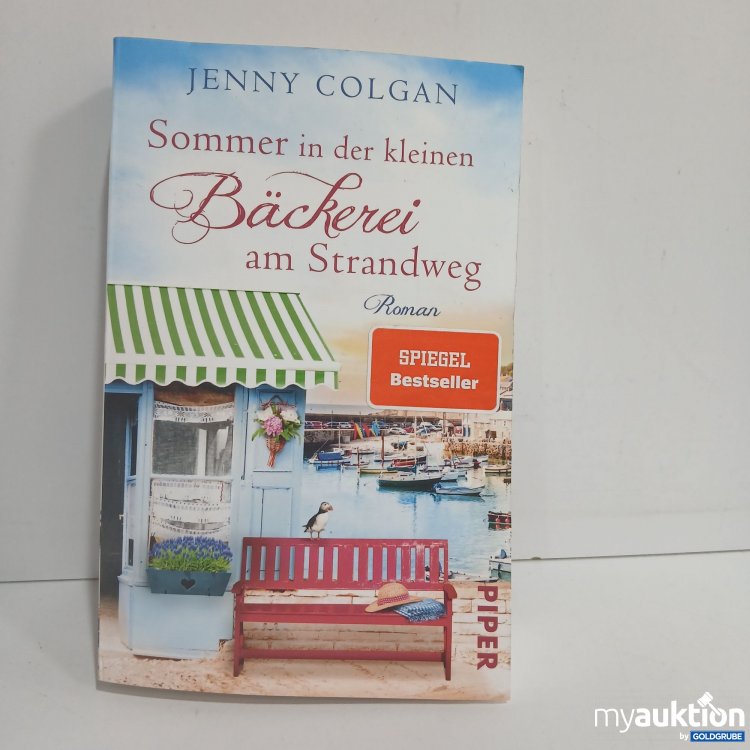 JENNY COLGAN
Sommer in der kleinen
Bäckerei
am Strandweg
Roman
SPIEGEL
Bestseller
PIPER
myauktion
by GOLDGRUBE